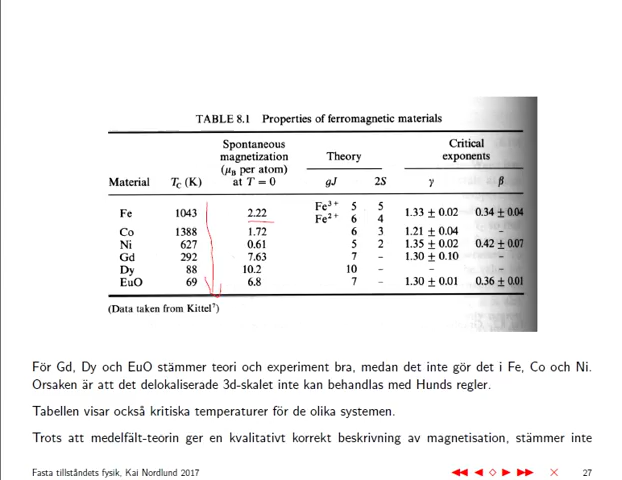 TABLE 8.1 Properties of ferromagnetic materials
Spontaneous Critical
magnetization Theory exponents
(μB per atom)
Material Tc (K) at T = 0 gJ 2S γ β
Fe 1043 2.22 Fe3+ 5 5 1.33 ± 0.02 0.34 ± 0.04
Fe2+ 6 4
Co 1388 1.72 6 3 1.21 ± 0.04 –
Ni 627 0.61 5 2 1.35 ± 0.02 0.42 ± 0.07
Gd 292 7.63 7 – 1.30 ± 0.10 –
Dy 88 10.2 10 – – –
EuO 69 6.8 7 – 1.30 ± 0.01 0.36 ± 0.01
(Data taken from Kittel7)
För Gd, Dy och EuO stämmer teori och experiment bra, medan det inte gör det i Fe, Co och Ni.
Orsaken är att det delokaliserade 3d-skalet inte kan behandlas med Hunds regler.
Tabellen visar också kritiska temperaturer för de olika systemen.
Trots att medelfält-teorin ger en kvalitativt korrekt beskrivning av magnetisation, stämmer inte
Fasta tillståndets fysik, Kai Nordlund 2017 27